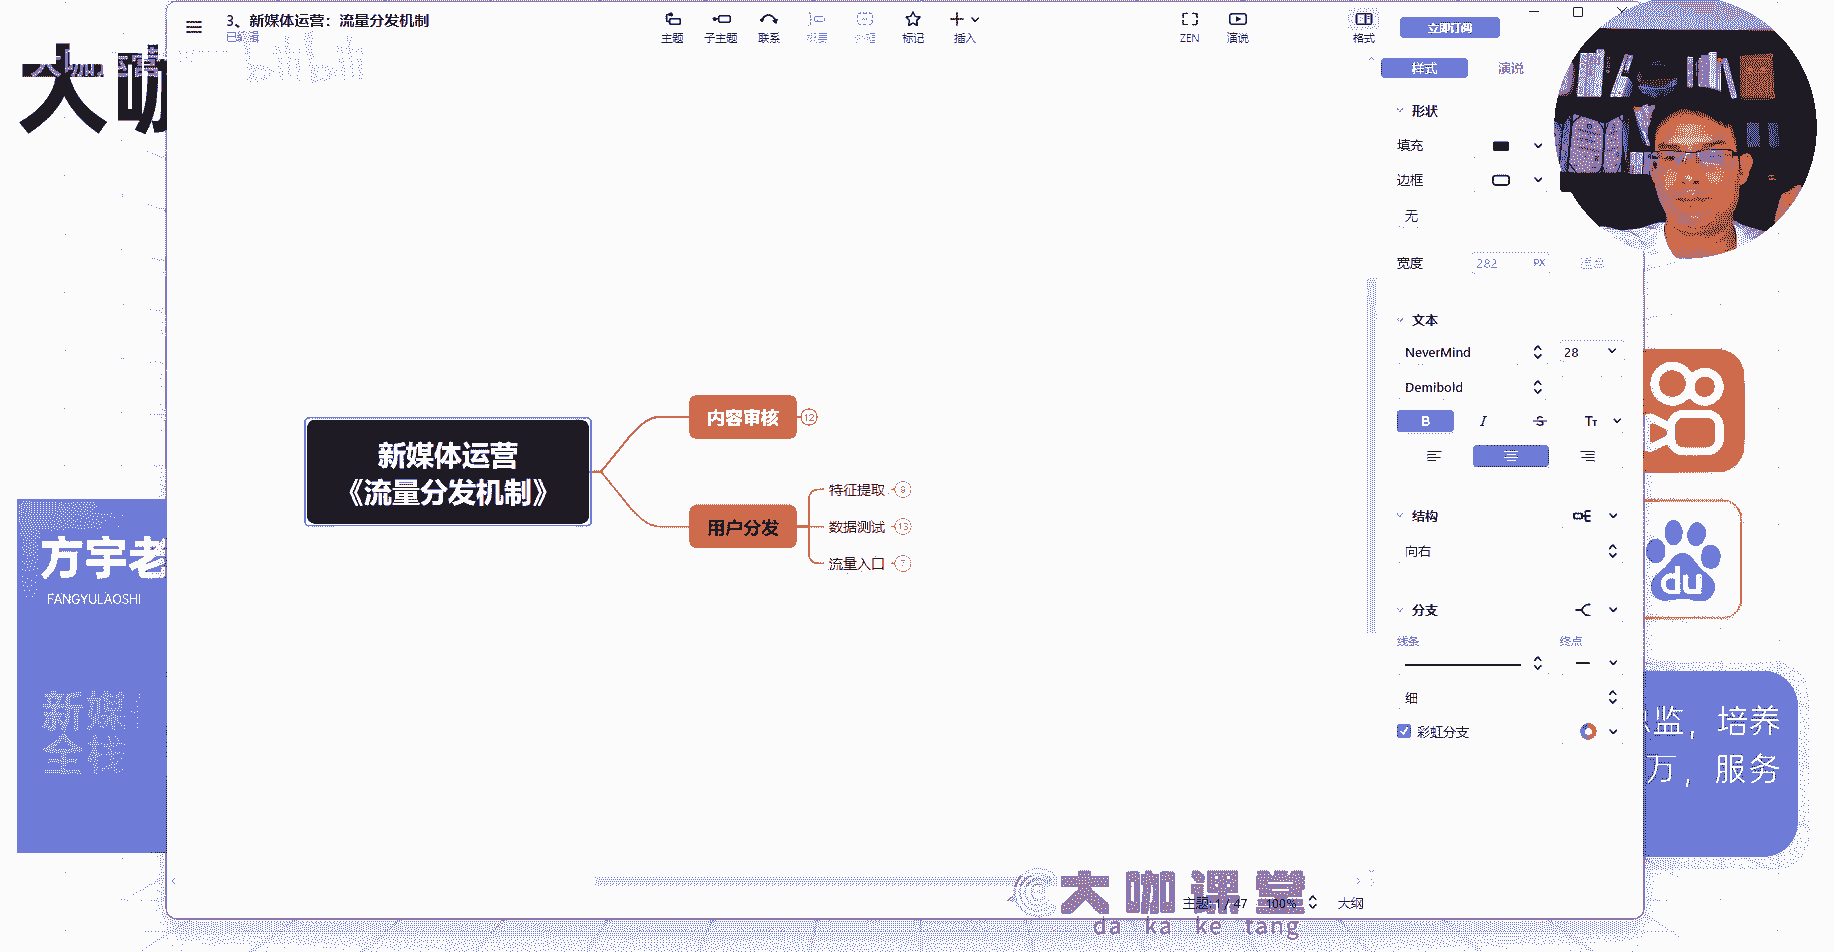 3、新媒体运营：流量分发机制
已编辑
主题
子主题
联系
概要
外框
标记
插入
ZEN
演说
格式
立即订阅
bilibili
大咖
样式
演说
形状
填充
边框
无
宽度
282
PX
文本
NeverMind
28
Demibold
B
I
S
Tт
结构
向右
分支
线条
终点
细
彩虹分支
新媒体运营
《流量分发机制》
内容审核
12
用户分发
特征提取
9
数据测试
13
流量入口
7
方宇老
FANGYULAOSHI
新媒
全栈
du
监，培养
万，服务
大咖课堂
da ka ke tang
主题: 1 / 47
100%
大纲